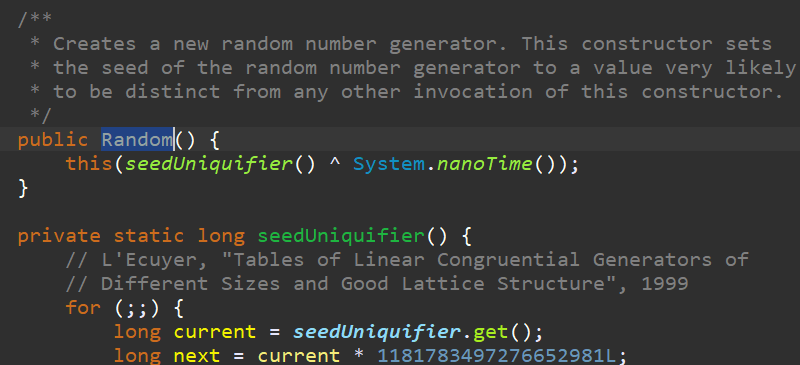 /**
 * Creates a new random number generator. This constructor sets
 * the seed of the random number generator to a value very likely
 * to be distinct from any other invocation of this constructor.
 */
public Random() {
    this(seedUniquifier() ^ System.nanoTime());
}
private static long seedUniquifier() {
    // L'Ecuyer, "Tables of Linear Congruential Generators of
    // Different Sizes and Good Lattice Structure", 1999
    for (;;) {
        long current = seedUniquifier.get();
        long next = current * 1181783497276652981L;